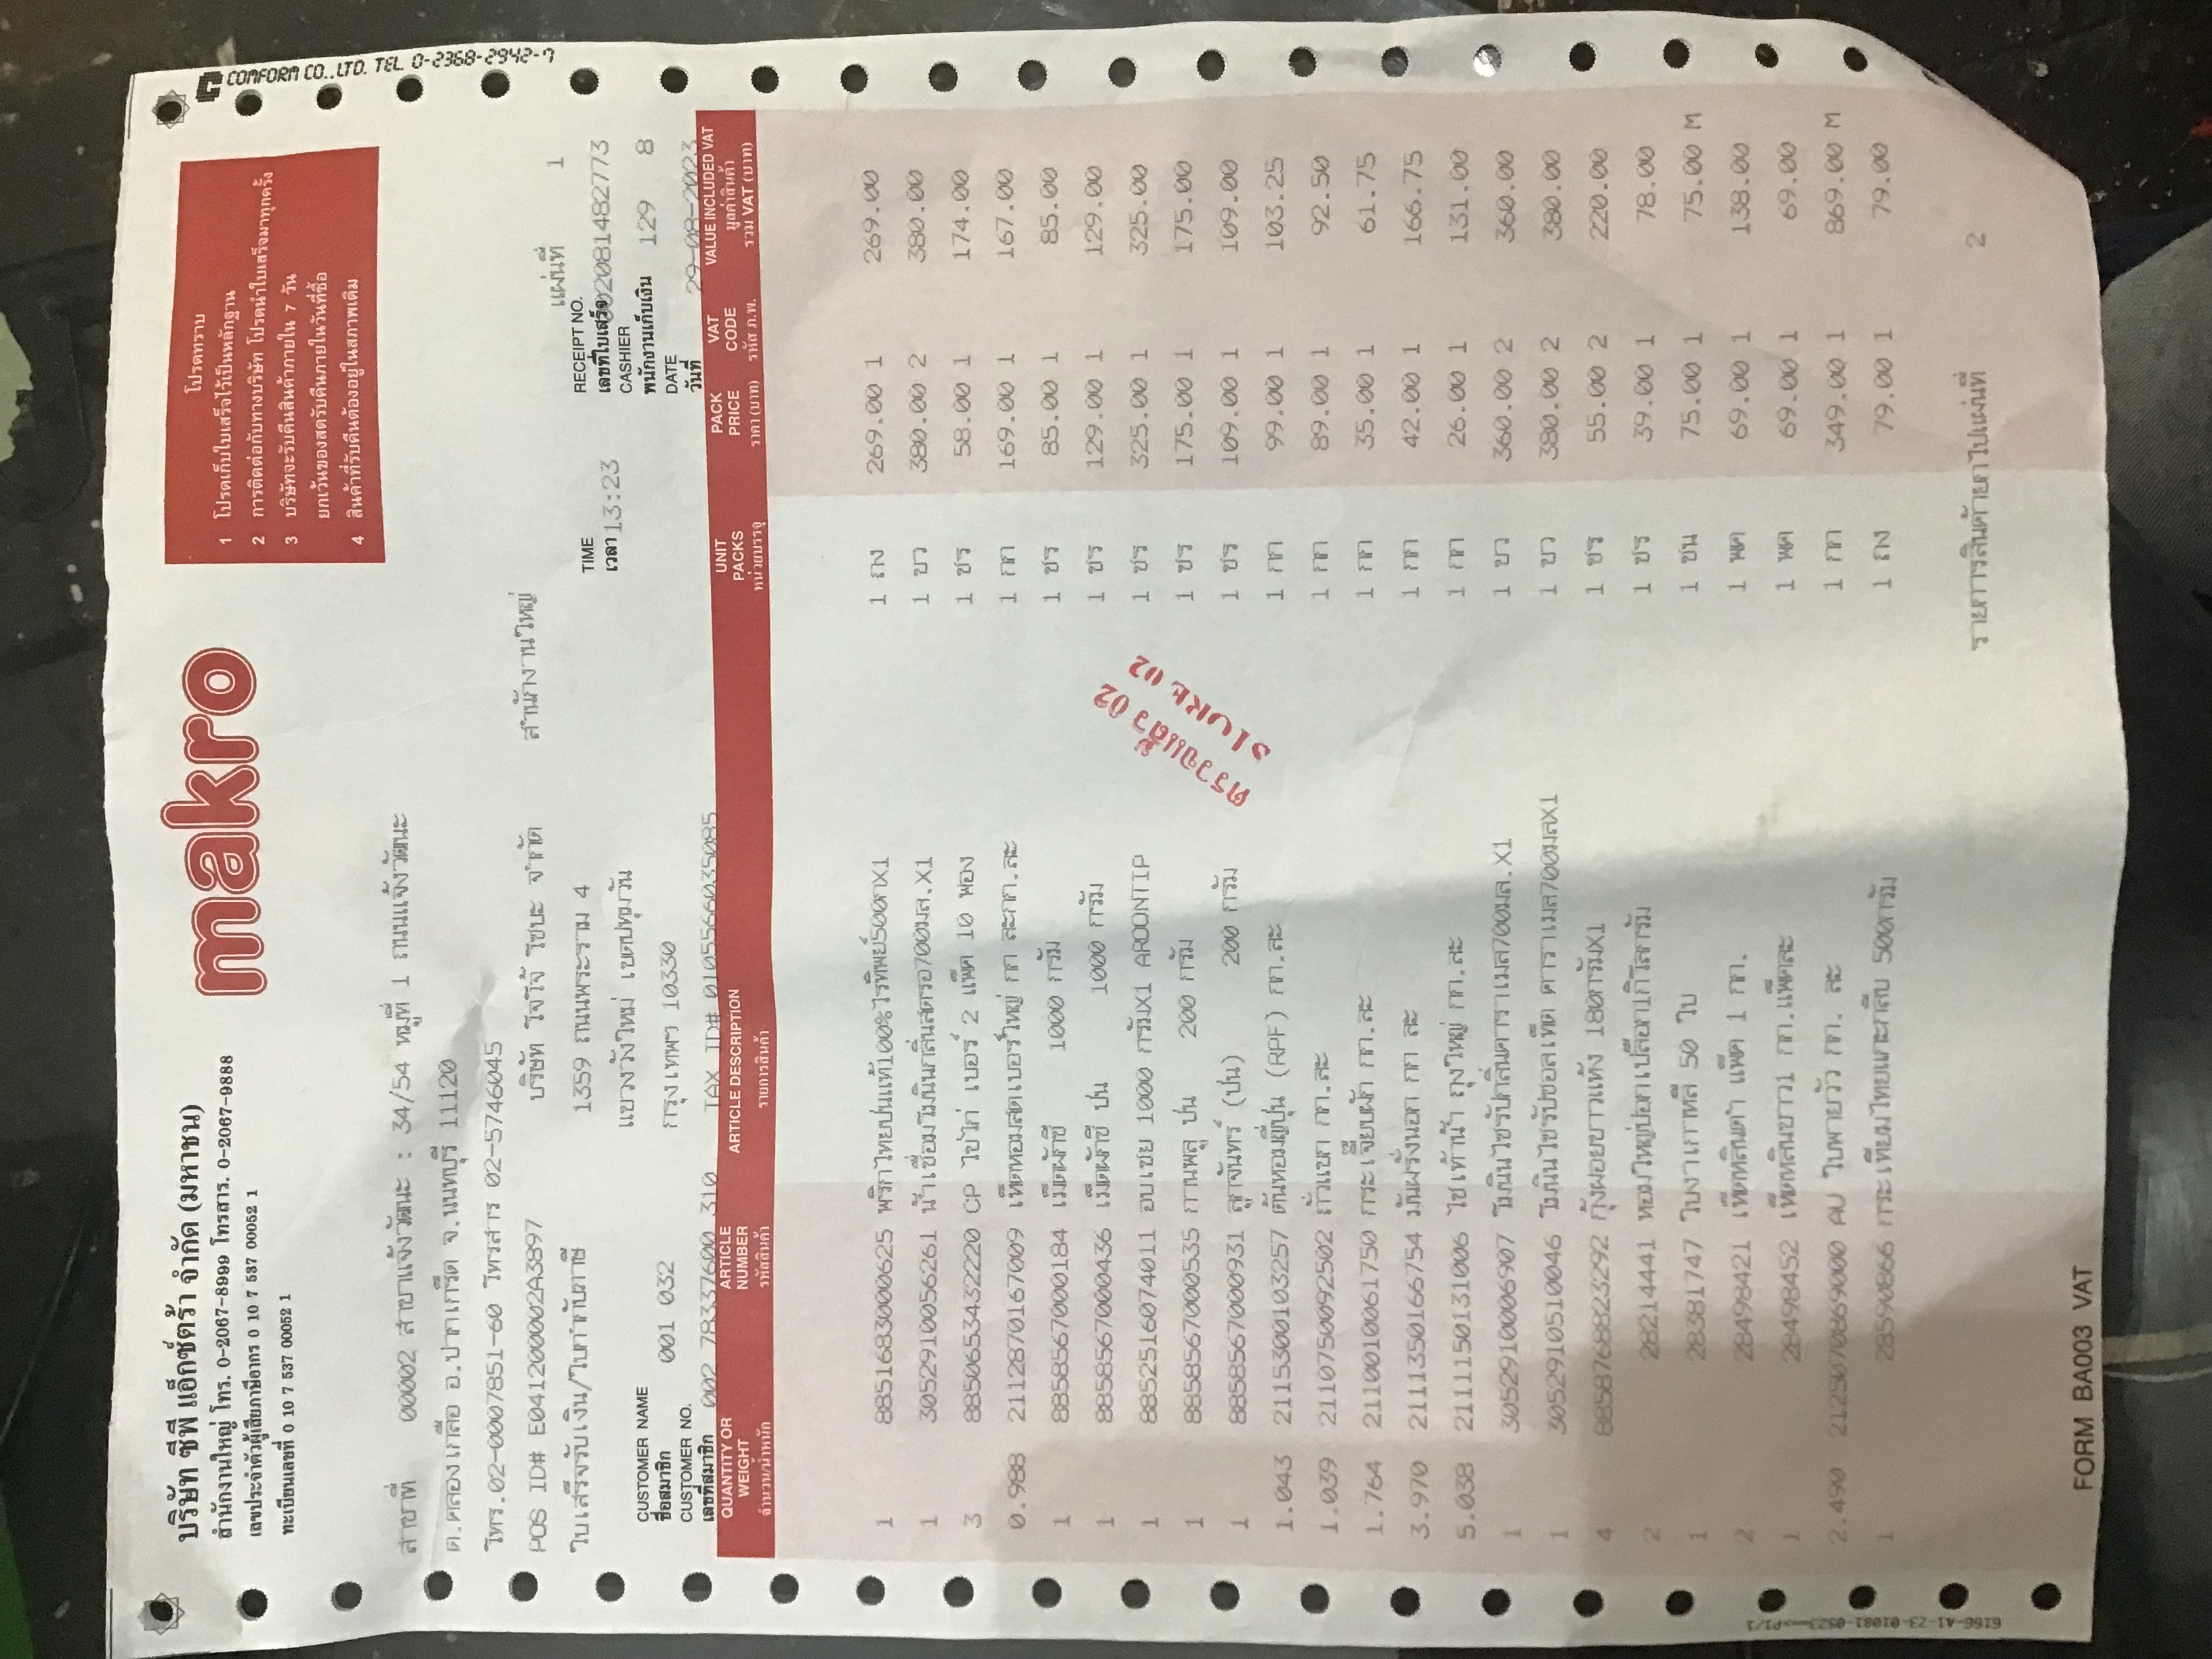 บริษัท ซีพี แอ็กซ์ตร้า จำกัด (มหาชน)
สำนักงานใหญ่ โทร. 0-2067-8999 โทรสาร. 0-2067-9888
เลขประจำตัวผู้เสียภาษีอากร 0 10 7 537 00052 1
ทะเบียนเลขที่ 0 10 7 537 00052 1
makro
โปรดทราบ
1 โปรดเก็บใบเสร็จไว้เป็นหลักฐาน
2 การติดต่อกับทางบริษัท โปรดนำใบเสร็จมาทุกครั้ง
3 บริษัทจะรับคืนสินค้าภายใน 7 วัน
ยกเว้นของสดรับคืนภายในวันที่ซื้อ
4 สินค้าที่รับคืนต้องอยู่ในสภาพเดิม
COMFORM CO., LTD. TEL. 0-2368-2942-7
สาขาที่ 00002 สาขาแจ้งวัฒนะ : 34/54 หมู่ที่ 1 ถนนแจ้งวัฒนะ
ต.คลองเกลือ อ.ปากเกร็ด จ.นนทบุรี 11120
โทร.02-0007851-60 โทรสาร 02-5746045
POS ID# E041200002A3897 บริษัท โจโจ้ โซบะ จำกัด สำนักงานใหญ่
แผ่นที่ 1
ใบเสร็จรับเงิน/ใบกำกับภาษี 1359 ถนนพระราม 4
TIME
เวลา 13:23
RECEIPT NO.
เลขที่ใบเสร็จ 002081482773
แขวงวังใหม่ เขตปทุมวัน
CASHIER
พนักงานเก็บเงิน 129 8
CUSTOMER NAME
ชื่อสมาชิก 001 032 กรุงเทพฯ 10330
DATE
วันที่ 29-08-2023
CUSTOMER NO.
เลขที่สมาชิก 002 78337600 310 TAX ID# 0105566035085
QUANTITY OR WEIGHT จำนวน/น้ำหนัก
ARTICLE NUMBER รหัสสินค้า
ARTICLE DESCRIPTION รายการสินค้า
UNIT PACKS หน่วยบรรจุ
PACK PRICE ราคา (บาท)
VAT CODE รหัส ภ.พ.
VALUE INCLUDED VAT มูลค่าสินค้า รวม VAT (บาท)
1 8851683000625 พริกไทยป่นแท้100%ไร่ทิพย์500กX1 1 ถง 269.00 1 269.00
1 3052910056261 น้ำเชื่อมโมนินกลิ่นสตรอ700มล.X1 1 ขว 380.00 2 380.00
3 8850653432220 CP ไข่ไก่ เบอร์ 2 แพ็ค 10 ฟอง 1 ซร 58.00 1 174.00
0.988 2112870167009 เห็ดหอมสดเบอร์ใหญ่ กก ละกก.ละ 1 กก 169.00 1 167.00
1 8858567000184 เม็ดผักชี 1000 กรัม 1 ซร 85.00 1 85.00
1 8858567000436 เม็ดผักชี ป่น 1000 กรัม 1 ซร 129.00 1 129.00
1 8852516074011 อบเชย 1000 กรัมX1 AROONTIP 1 ซร 325.00 1 325.00
1 8858567000535 กานพลู ป่น 200 กรัม 1 ซร 175.00 1 175.00
1 8858567000931 ลูกจันทร์ (ป่น) 200 กรัม 1 ซร 109.00 1 109.00
1.043 2115300103257 ต้นหอมญี่ปุ่น (RPF) กก.ละ 1 กก 99.00 1 103.25
1.039 2110750092502 ถั่วแขก กก.ละ 1 กก 89.00 1 92.50
1.764 2110010061750 กระเจี๊ยบผัก กก.ละ 1 กก 35.00 1 61.75
3.970 2111350166754 มันฝรั่งนอก กก ละ 1 กก 42.00 1 166.75
5.038 2111150131006 ไชเท้าน้ำ ถุงใหญ่ กก.ละ 1 กก 26.00 1 131.00
1 3052910006907 โมนินไซรัปกลิ่นคาราเมล700มล.X1 1 ขว 360.00 2 360.00
1 3052910510046 โมนินไซรัปซอลเท็ด คาราเมล700มลX1 1 ขว 380.00 2 380.00
4 8858768823292 กุ้งฝอยขาวแห้ง 180กรัมX1 1 ซร 55.00 2 220.00
2 28214441 หอมใหญ่ปอกเปลือก1กิโลกรัม 1 ซร 39.00 1 78.00
1 28381747 ใบงาเกาหลี 50 ใบ 1 ชน 75.00 1 75.00 M
2 28498421 เห็ดหลินดำ แพ็ค 1 กก. 1 พค 69.00 1 138.00
1 28498452 เห็ดหลินขาว1 กก.แพ็คละ 1 พค 69.00 1 69.00
2.490 2125070869000 AU ใบพายวัว กก. ละ 1 กก 349.00 1 869.00 M
1 28590866 กระเทียมไทยแกะกลีบ 500กรัม 1 ถง 79.00 1 79.00
ตรวจแล้ว 02
STORE 02
รายการสินค้ายกไปแผ่นที่ 2
6166-A1-23-01081-0523==>P1/1
FORM BA003 VAT